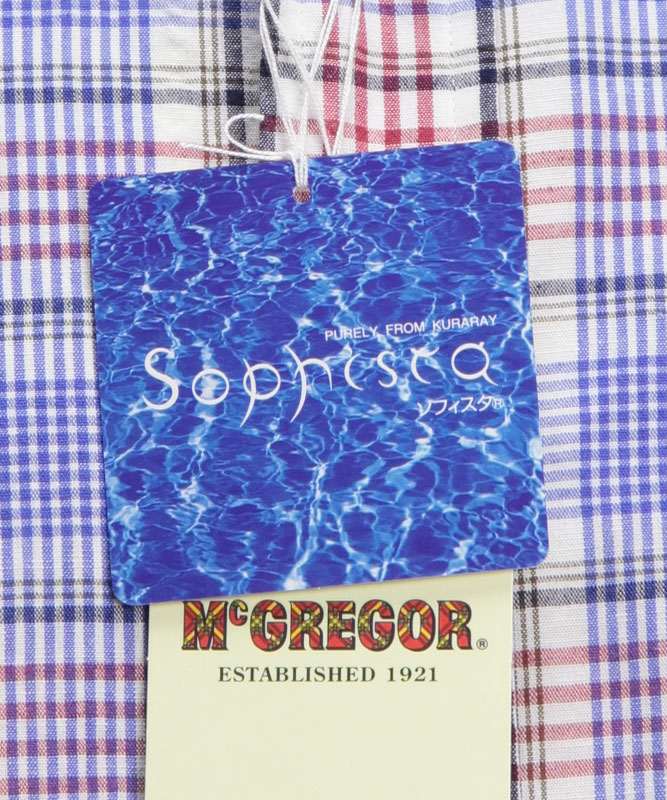 PURELY FROM KURARAY
Sophista
ソフィスタ®
McGREGOR®
ESTABLISHED 1921